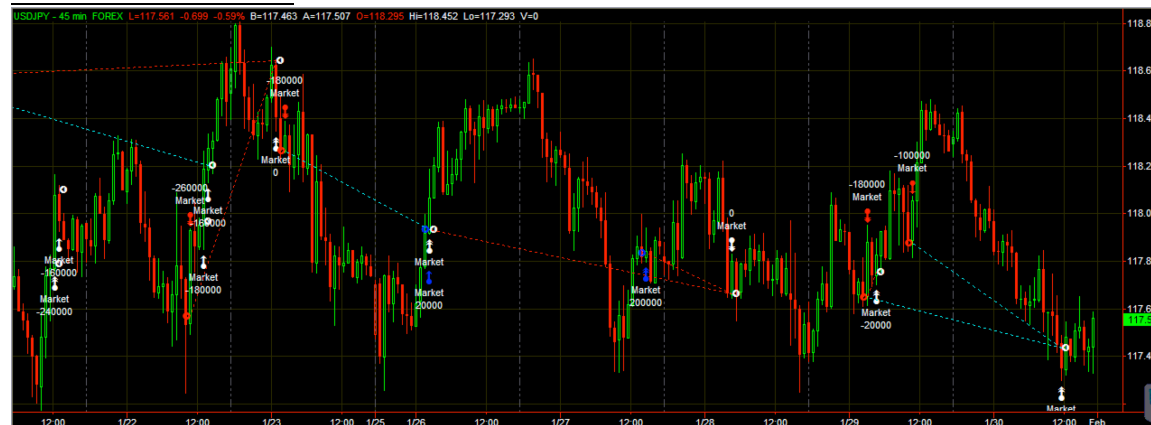 USDJPY - 45 min FOREX L=117.561 -0.699 -0.59% B=117.463 A=117.507 O=118.295 Hi=118.452 Lo=117.293 V=0
118.8
118.6
118.4
118.2
118.0
117.8
117.6
117.5
117.4
-180000
Market
Market
0
-260000
Market
Market
-160000
Market
-180000
Market
-160000
Market
-240000
Market
20000
Market
200000
0
Market
-180000
Market
-100000
Market
Market
-20000
Market
12:00 1/22 12:00 1/23 12:00 1/25 1/26 12:00 1/27 12:00 1/28 12:00 1/29 12:00 1/30 12:00 Feb